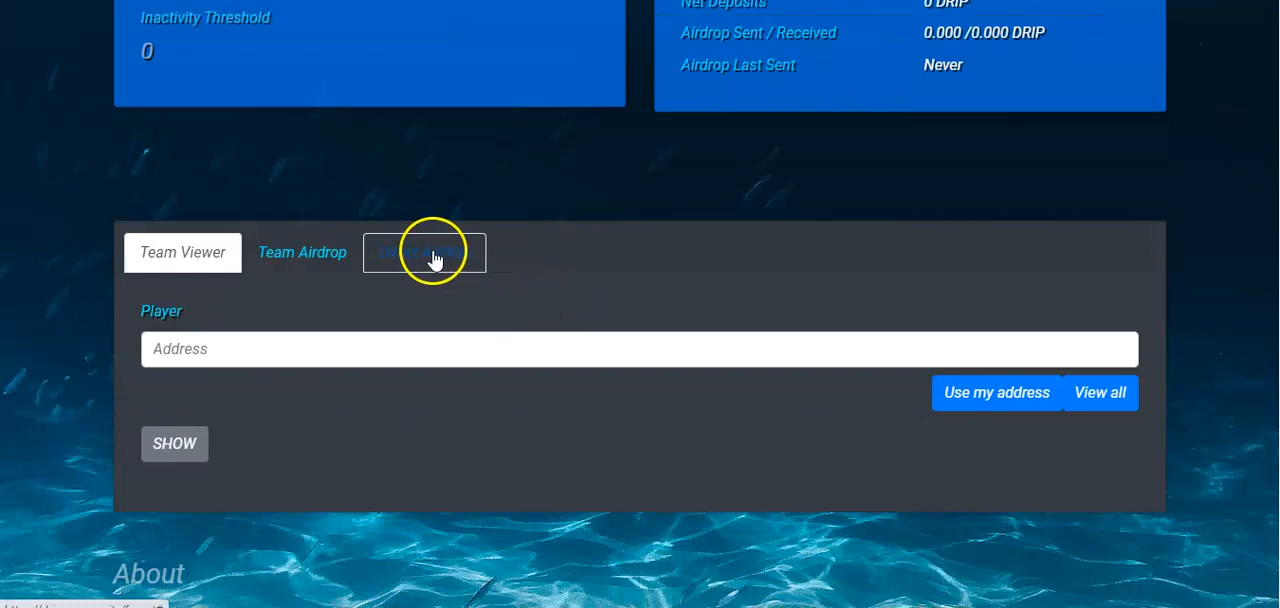 Inactivity Threshold
0
Net Deposits 0 DRIP
Airdrop Sent / Received 0.000 /0.000 DRIP
Airdrop Last Sent Never
Team Viewer Team Airdrop
Player
Address
Use my address View all
SHOW
About